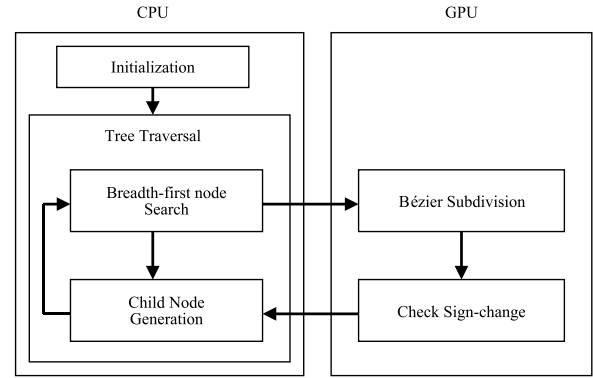 CPU
GPU
Initialization
Tree Traversal
Breadth-first node
Search
Bézier Subdivision
Child Node
Generation
Check Sign-change